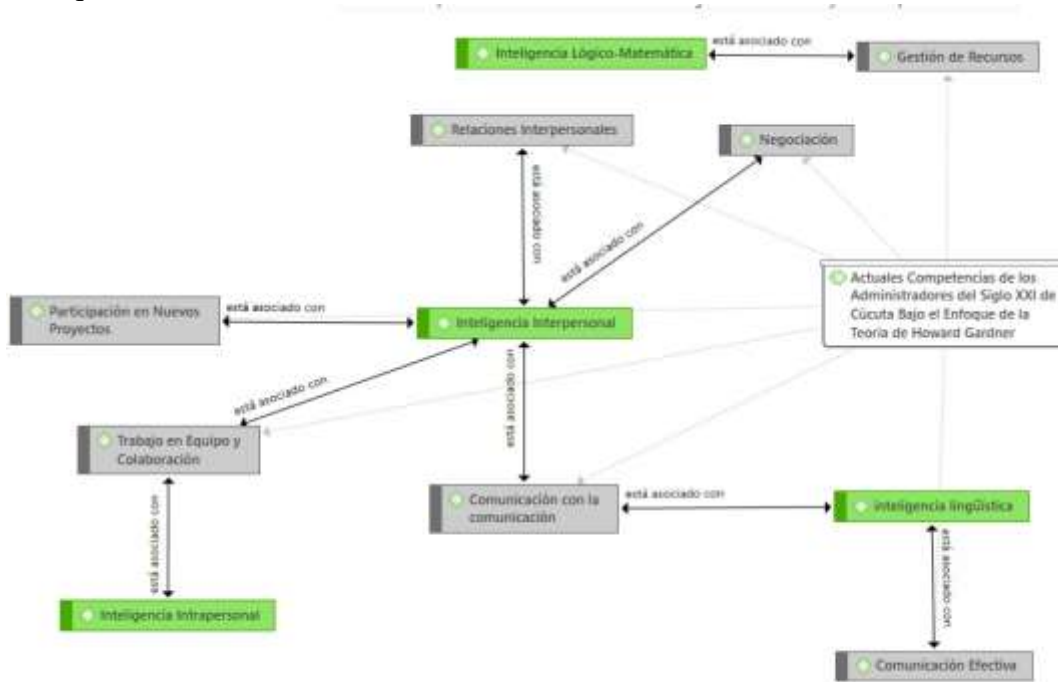 está asociado con
Inteligencia Lógico-Matemática
Gestión de Recursos
Relaciones Interpersonales
Negociación
está asociado con
está asociado con
Actuales Competencias de los
Administradores del Siglo XXI de
Cúcuta Bajo el Enfoque de la
Teoría de Howard Gardner
Participación en Nuevos
Proyectos
está asociado con
Inteligencia Interpersonal
está asociado con
está asociado con
Trabajo en Equipo y
Colaboración
Comunicación con la
comunicación
está asociado con
inteligencia lingüística
está asociado con
está asociado con
Inteligencia Intrapersonal
Comunicación Efectiva